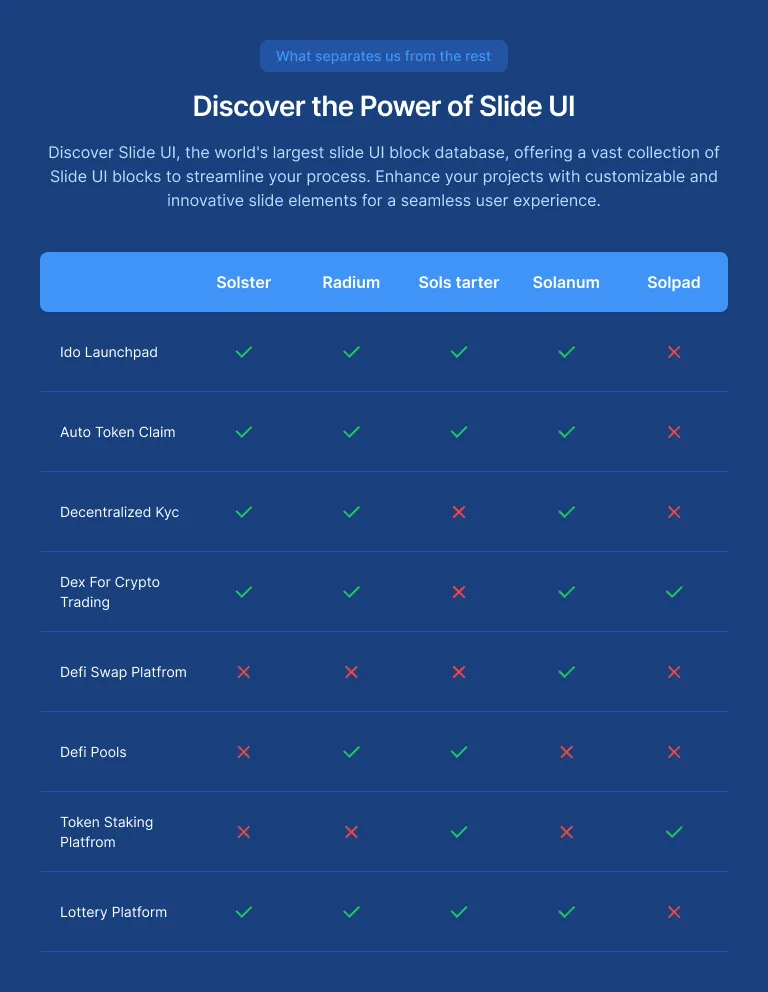 What separates us from the rest
Discover the Power of Slide UI
Discover Slide UI, the world's largest slide UI block database, offering a vast collection of
Slide UI blocks to streamline your process. Enhance your projects with customizable and
innovative slide elements for a seamless user experience.
Solster Radium Sols tarter Solanum Solpad
Ido Launchpad
Auto Token Claim
Decentralized Kyc
Dex For Crypto
Trading
Defi Swap Platfrom
Defi Pools
Token Staking
Platfrom
Lottery Platform